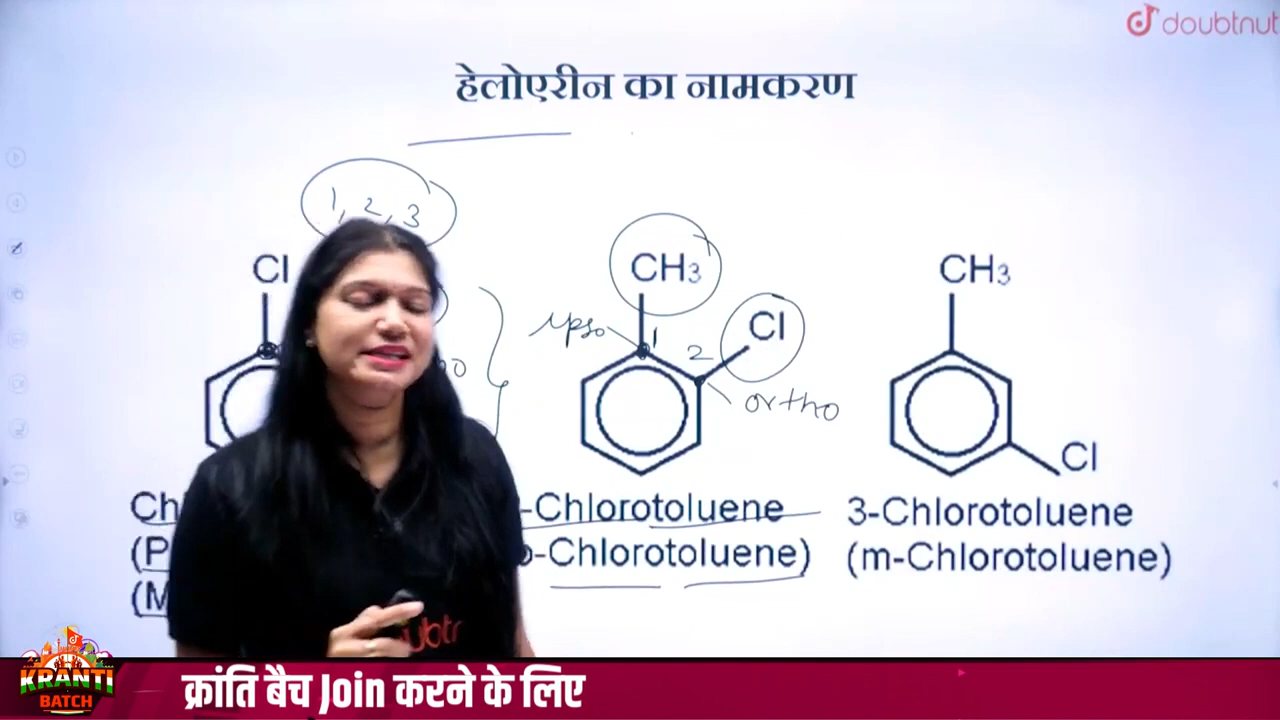 doubtnut
हेलोएरीन का नामकरण
1, 2, 3
Cl
CH3
Cl
ipso
1
2
ortho
CH3
Cl
-Chlorotoluene
o-Chlorotoluene)
3-Chlorotoluene
(m-Chlorotoluene)
Ch
(P
(M
KRANTI
BATCH
क्रांति बैच Join करने के लिए